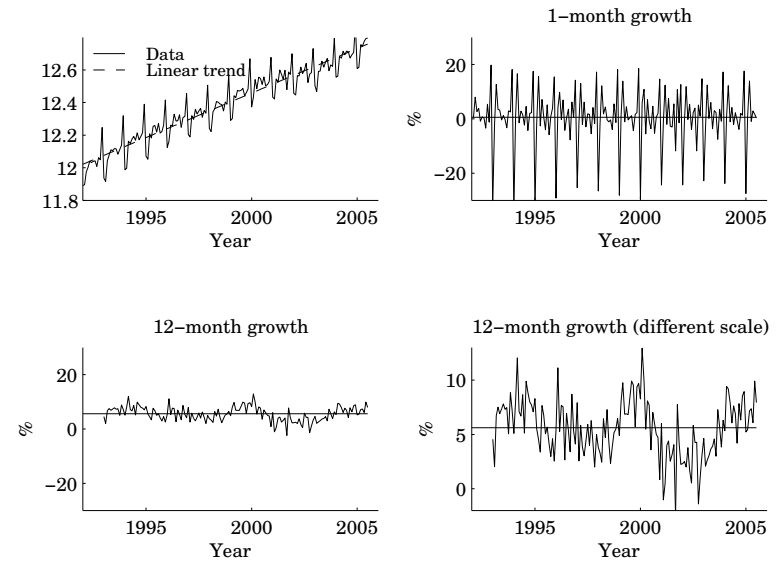 Data
Linear trend
12.6
12.4
12.2
12
11.8
1995 2000 2005
Year
1−month growth
20
0
−20
%
1995 2000 2005
Year
12−month growth
20
0
−20
%
1995 2000 2005
Year
12−month growth (different scale)
10
5
0
%
1995 2000 2005
Year